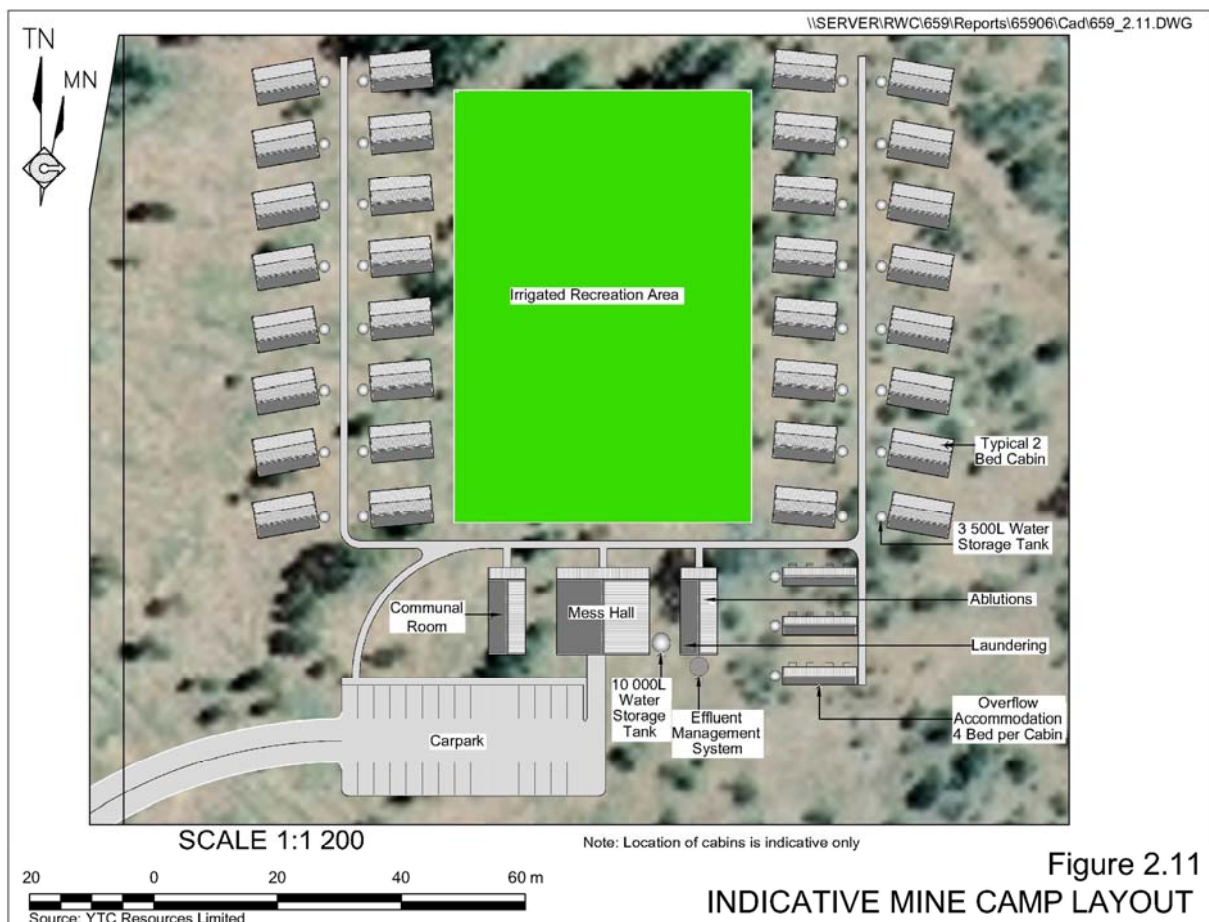 \\SERVER\RWC\659\Reports\65906\Cad\659_2.11.DWG
TN
MN
Irrigated Recreation Area
Typical 2
Bed Cabin
3 500L Water
Storage Tank
Communal
Room
Mess Hall
Ablutions
Laundering
10 000L
Water
Storage
Tank
Effluent
Management
System
Overflow
Accommodation
4 Bed per Cabin
Carpark
SCALE 1:1 200
Note: Location of cabins is indicative only
20 0 20 40 60 m
Source: YTC Resources Limited
Figure 2.11
INDICATIVE MINE CAMP LAYOUT